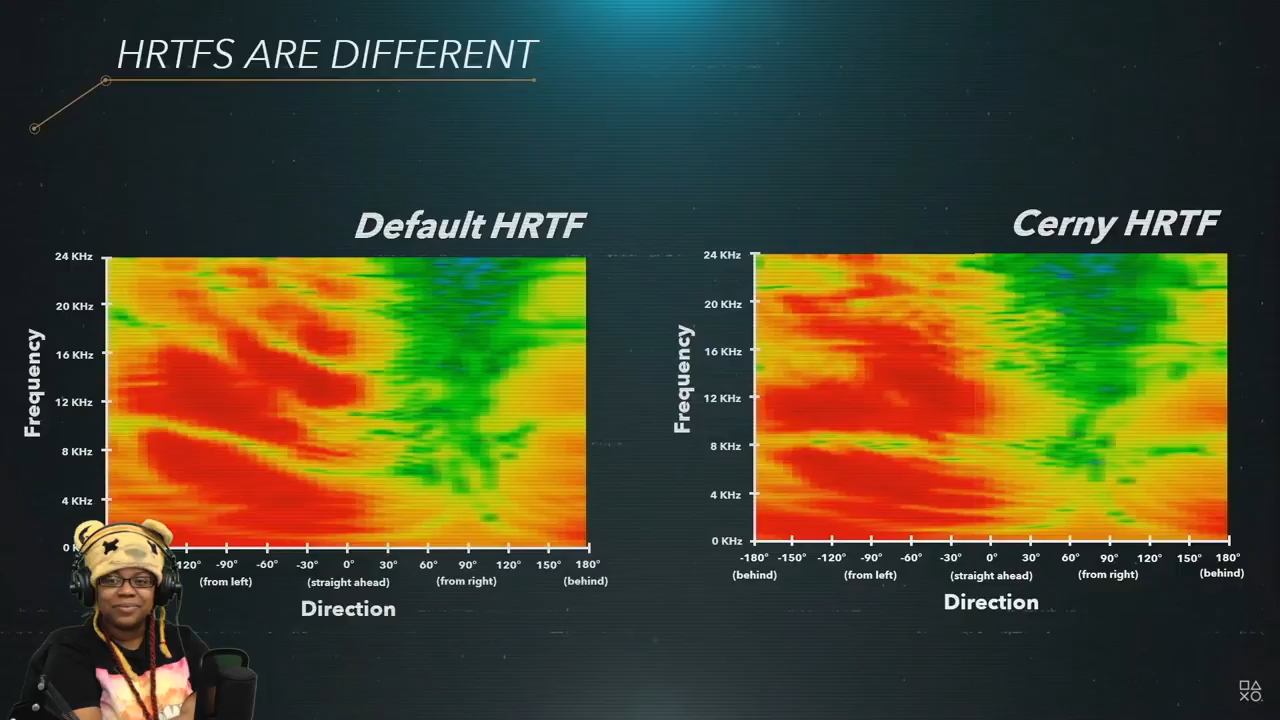 HRTFS ARE DIFFERENT
Default HRTF
24 KHz
20 KHz
16 KHz
12 KHz
8 KHz
4 KHz
Frequency
-90° -60° -30° 0° 30° 60° 90° 120° 150° 180°
(from left) (straight ahead) (from right) (behind)
Direction
Cerny HRTF
24 KHz
20 KHz
16 KHz
12 KHz
8 KHz
4 KHz
0 KHz
Frequency
-180° -150° -120° -90° -60° -30° 0° 30° 60° 90° 120° 150° 180°
(behind) (from left) (straight ahead) (from right) (behind)
Direction